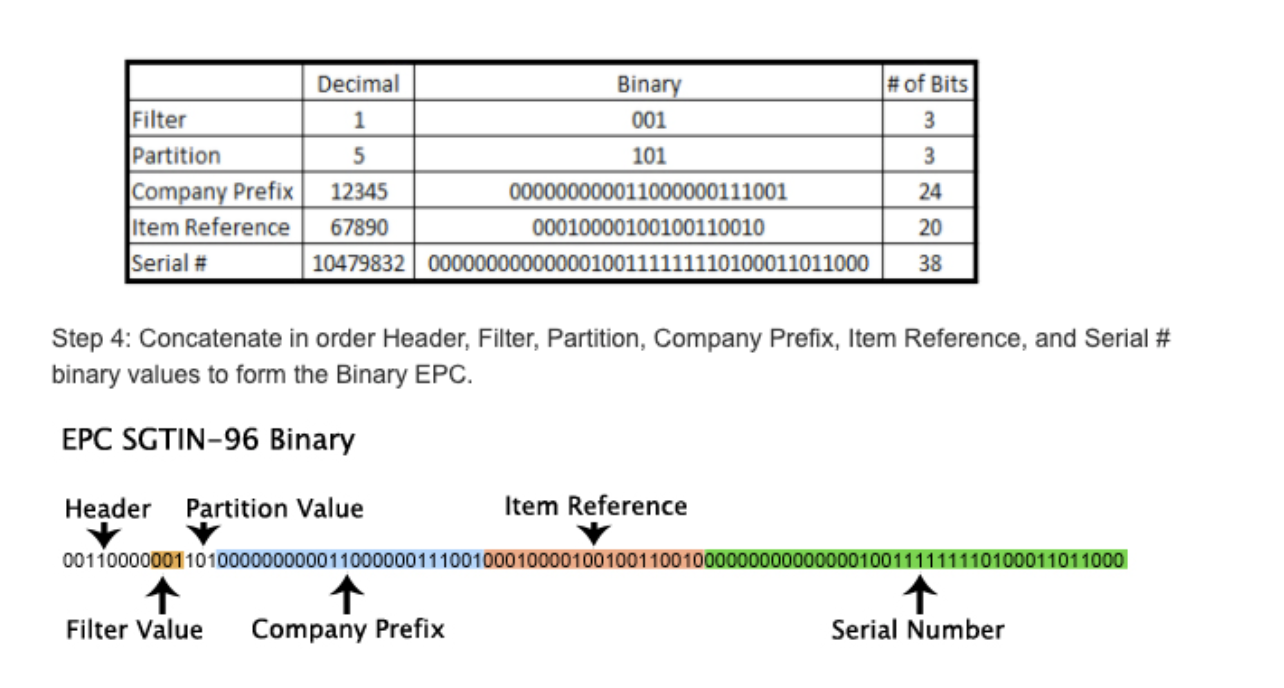 Decimal Binary # of Bits
Filter 1 001 3
Partition 5 101 3
Company Prefix 12345 000000000011000000111001 24
Item Reference 67890 00010000100100110010 20
Serial # 10479832 00000000000000100111111110100011011000 38
Step 4: Concatenate in order Header, Filter, Partition, Company Prefix, Item Reference, and Serial #
binary values to form the Binary EPC.
EPC SGTIN-96 Binary
Header Partition Value Item Reference
001100000011010000000000110000001110010001000010010011001000000000000000100111111110100011011000
Filter Value Company Prefix Serial Number